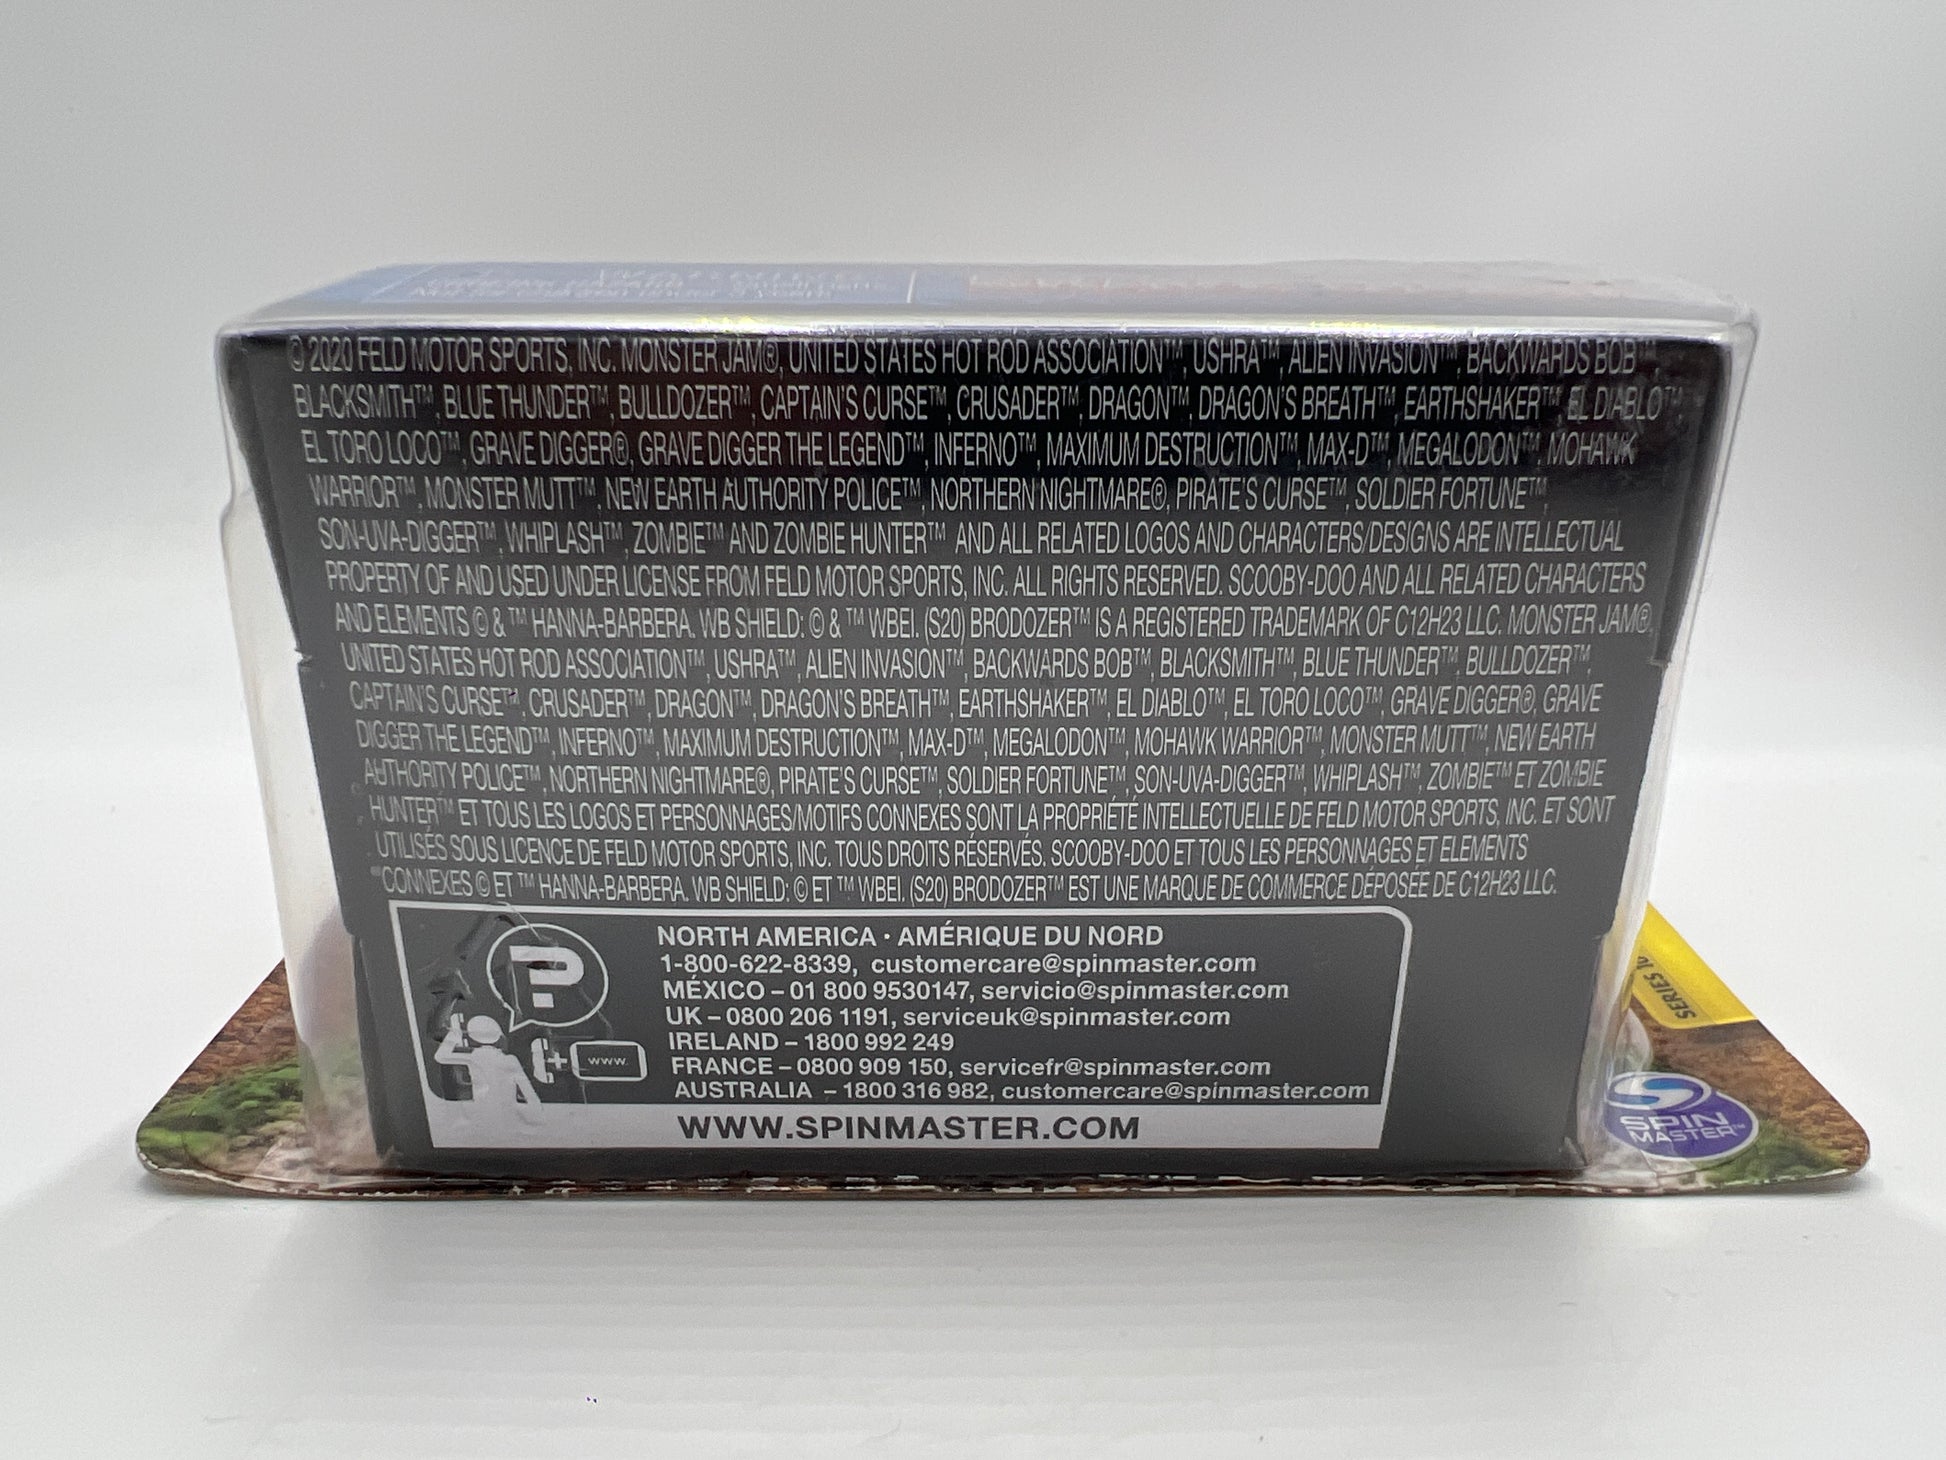 © 2020 FELD MOTOR SPORTS, INC. MONSTER JAM®, UNITED STATES HOT ROD ASSOCIATION™, USHRA™, ALIEN INVASION™, BACKWARDS BOB™,
BLACKSMITH™, BLUE THUNDER™, BULLDOZER™, CAPTAIN'S CURSE™, CRUSADER™, DRAGON™, DRAGON'S BREATH™, EARTHSHAKER™, EL DIABLO™,
EL TORO LOCO™, GRAVE DIGGER®, GRAVE DIGGER THE LEGEND™, INFERNO™, MAXIMUM DESTRUCTION™, MAX-D™, MEGALODON™, MOHAWK
WARRIOR™, MONSTER MUTT™, NEW EARTH AUTHORITY POLICE™, NORTHERN NIGHTMARE®, PIRATE'S CURSE™, SOLDIER FORTUNE™,
SON-UVA-DIGGER™, WHIPLASH™, ZOMBIE™ AND ZOMBIE HUNTER™ AND ALL RELATED LOGOS AND CHARACTERS/DESIGNS ARE INTELLECTUAL
PROPERTY OF AND USED UNDER LICENSE FROM FELD MOTOR SPORTS, INC. ALL RIGHTS RESERVED. SCOOBY-DOO AND ALL RELATED CHARACTERS
AND ELEMENTS © & ™ HANNA-BARBERA. WB SHIELD: © & ™ WBEI. (S20) BRODOZER™ IS A REGISTERED TRADEMARK OF C12H23 LLC. MONSTER JAM®,
UNITED STATES HOT ROD ASSOCIATION™, USHRA™, ALIEN INVASION™, BACKWARDS BOB™, BLACKSMITH™, BLUE THUNDER™, BULLDOZER™,
CAPTAIN'S CURSE™, CRUSADER™, DRAGON™, DRAGON'S BREATH™, EARTHSHAKER™, EL DIABLO™, EL TORO LOCO™, GRAVE DIGGER®, GRAVE
DIGGER THE LEGEND™, INFERNO™, MAXIMUM DESTRUCTION™, MAX-D™, MEGALODON™, MOHAWK WARRIOR™, MONSTER MUTT™, NEW EARTH
AUTHORITY POLICE™, NORTHERN NIGHTMARE®, PIRATE'S CURSE™, SOLDIER FORTUNE™, SON-UVA-DIGGER™, WHIPLASH™, ZOMBIE™ ET ZOMBIE
HUNTER™ ET TOUS LES LOGOS ET PERSONNAGES/MOTIFS CONNEXES SONT LA PROPRIÉTÉ INTELLECTUELLE DE FELD MOTOR SPORTS, INC. ET SONT
UTILISÉS SOUS LICENCE DE FELD MOTOR SPORTS, INC. TOUS DROITS RÉSERVÉS. SCOOBY-DOO ET TOUS LES PERSONNAGES ET ELEMENTS
CONNEXES © ET ™ HANNA-BARBERA. WB SHIELD: © ET ™ WBEI. (S20) BRODOZER™ EST UNE MARQUE DE COMMERCE DÉPOSÉE DE C12H23 LLC.
NORTH AMERICA · AMÉRIQUE DU NORD
1-800-622-8339, customercare@spinmaster.com
MÉXICO – 01 800 9530147, servicio@spinmaster.com
UK – 0800 206 1191, serviceuk@spinmaster.com
IRELAND – 1800 992 249
FRANCE – 0800 909 150, servicefr@spinmaster.com
AUSTRALIA – 1800 316 982, customercare@spinmaster.com
?
www.
WWW.SPINMASTER.COM
SERIES 10
SPIN
MASTER™